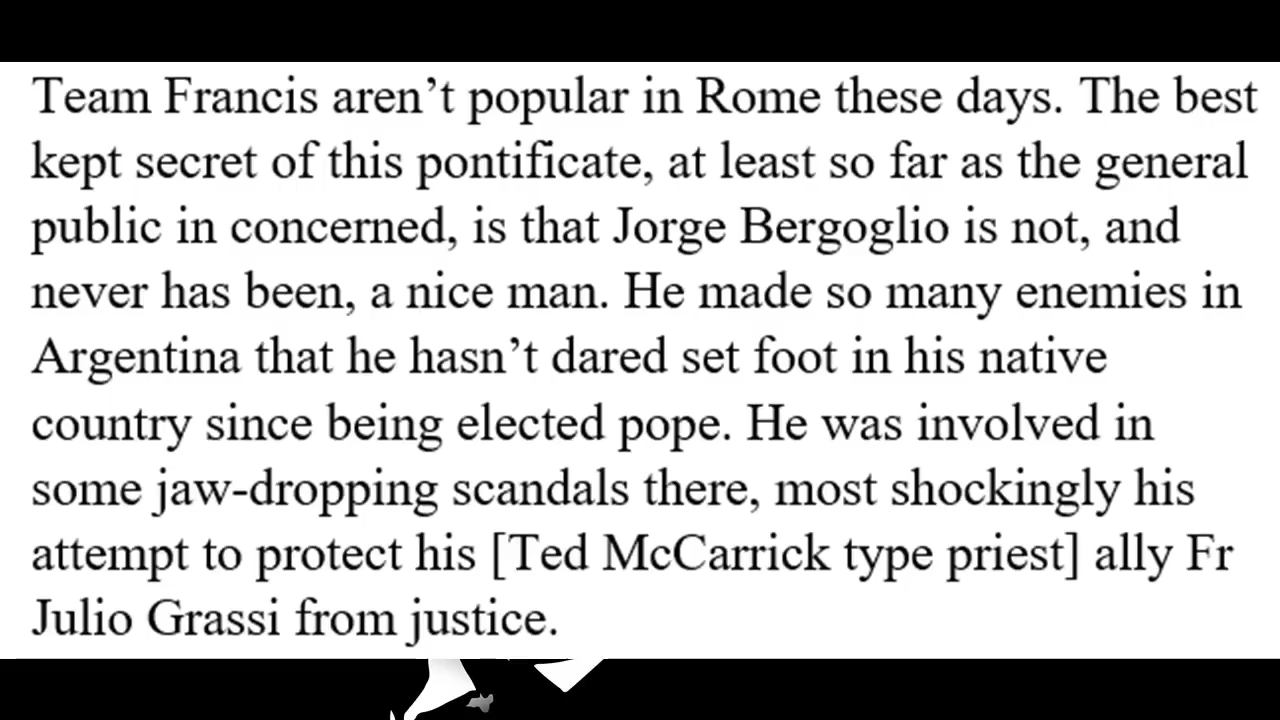 Team Francis aren’t popular in Rome these days. The best
kept secret of this pontificate, at least so far as the general
public in concerned, is that Jorge Bergoglio is not, and
never has been, a nice man. He made so many enemies in
Argentina that he hasn’t dared set foot in his native
country since being elected pope. He was involved in
some jaw-dropping scandals there, most shockingly his
attempt to protect his [Ted McCarrick type priest] ally Fr
Julio Grassi from justice.